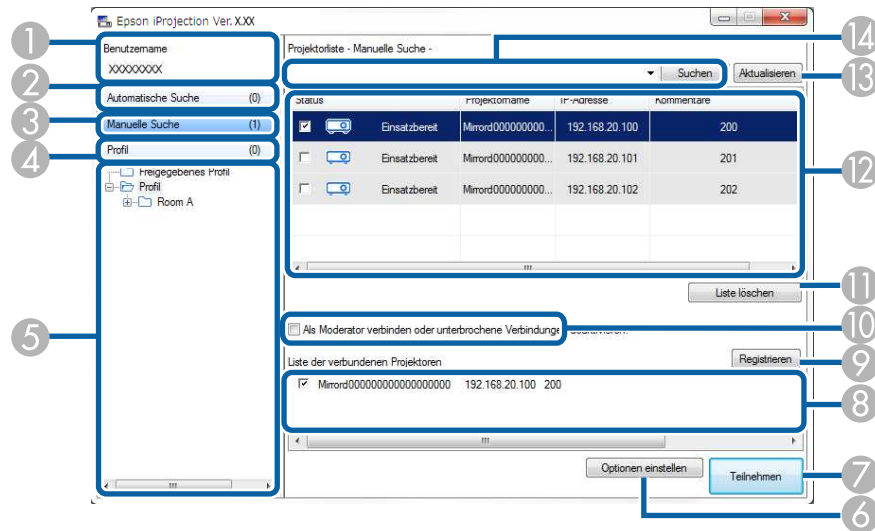 Epson iProjection Ver. X.XX
1
Benutzername
XXXXXXXX
2
Automatische Suche (0)
3
Manuelle Suche (1)
4
Profil (0)
5
Freigegebenes Profil
Profil
Room A
Projektorliste - Manuelle Suche -
14
Suchen
Aktualisieren
13
Status Projektorname IP-Adresse Kommentare
Einsatzbereit Mirrord000000000... 192.168.20.100 200
Einsatzbereit Mirrord00000000000... 192.168.20.101 201
Einsatzbereit Mirrord00000000000... 192.168.20.102 202
12
Liste löschen
11
Als Moderator verbinden oder unterbrochene Verbindunge
10
Liste der verbundenen Projektoren
Registrieren
9
Mirrord000000000000000000 192.168.20.100 200
8
Optionen einstellen
Teilnehmen
7
6